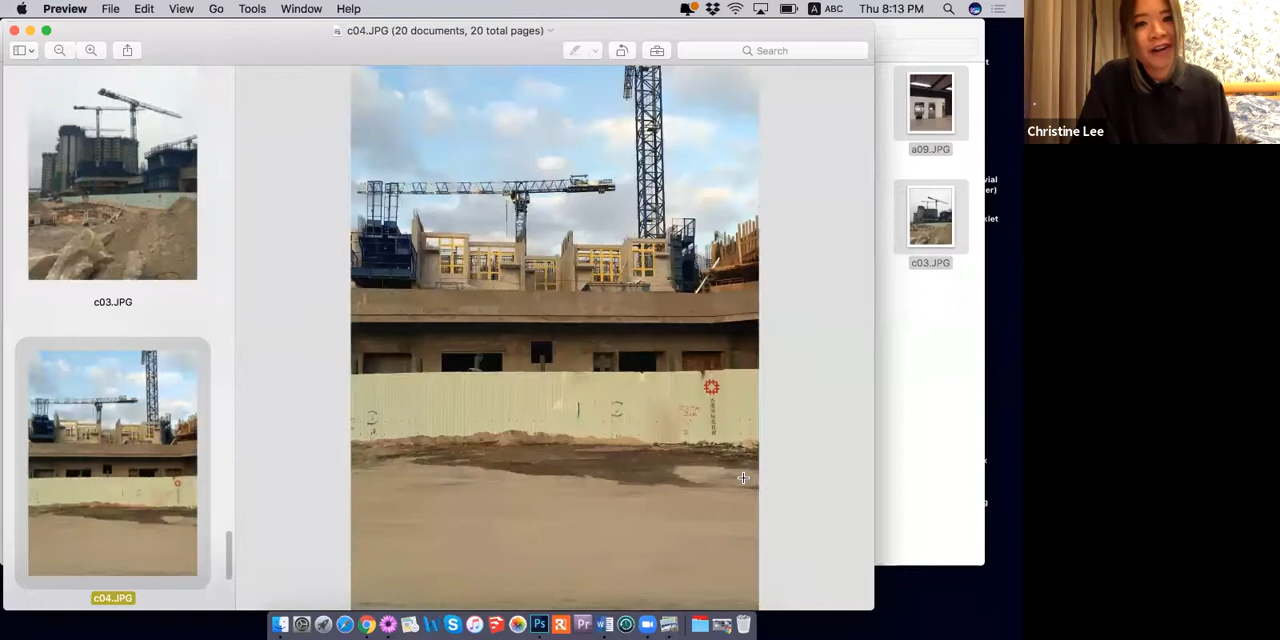 Preview File Edit View Go Tools Window Help
A ABC Thu 8:13 PM
c04.JPG (20 documents, 20 total pages)
Search
c03.JPG
c04.JPG
a09.JPG
c03.JPG
Christine Lee